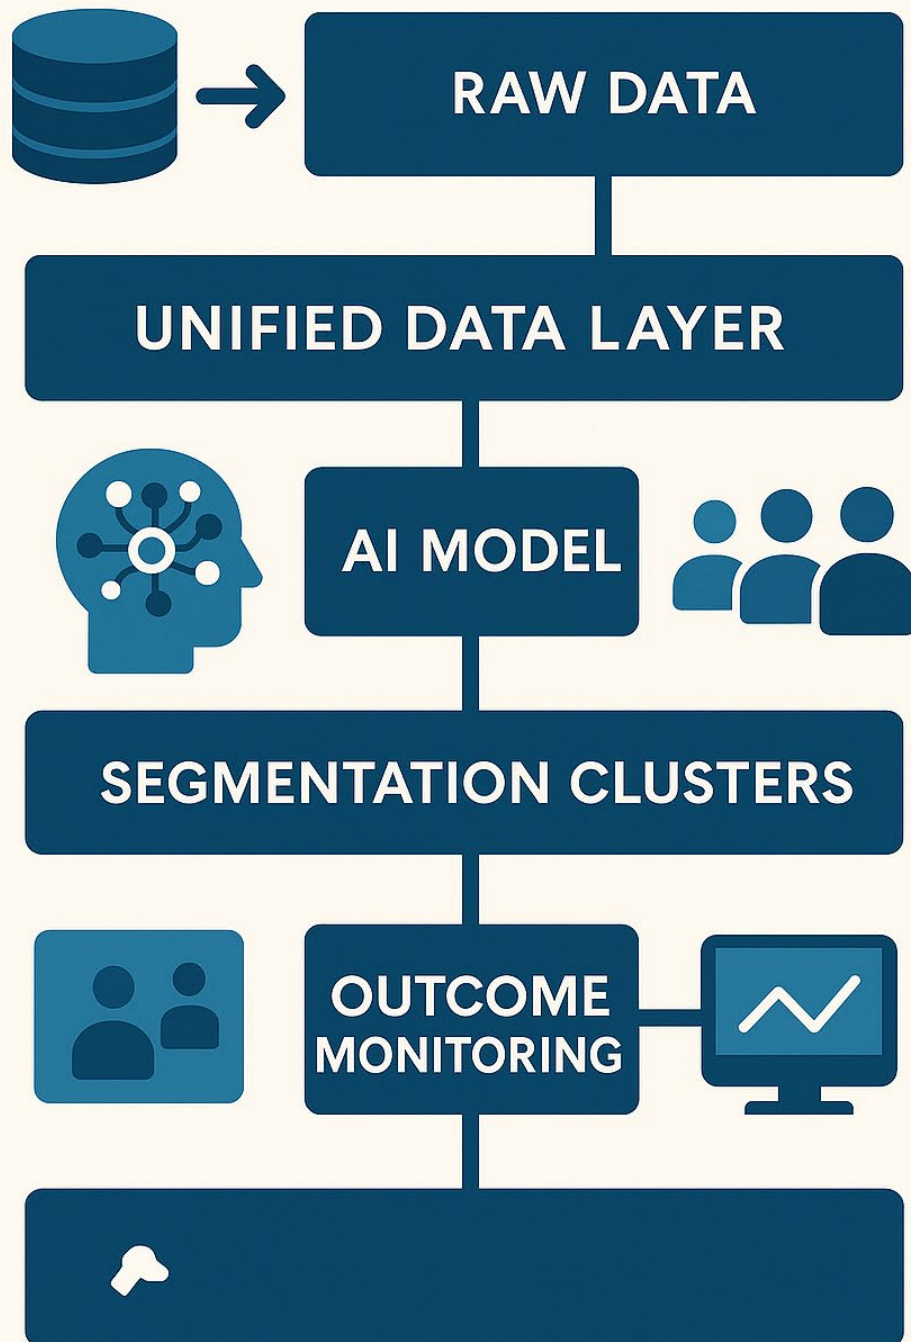 RAW DATA
UNIFIED DATA LAYER
AI MODEL
SEGMENTATION CLUSTERS
OUTCOME
MONITORING